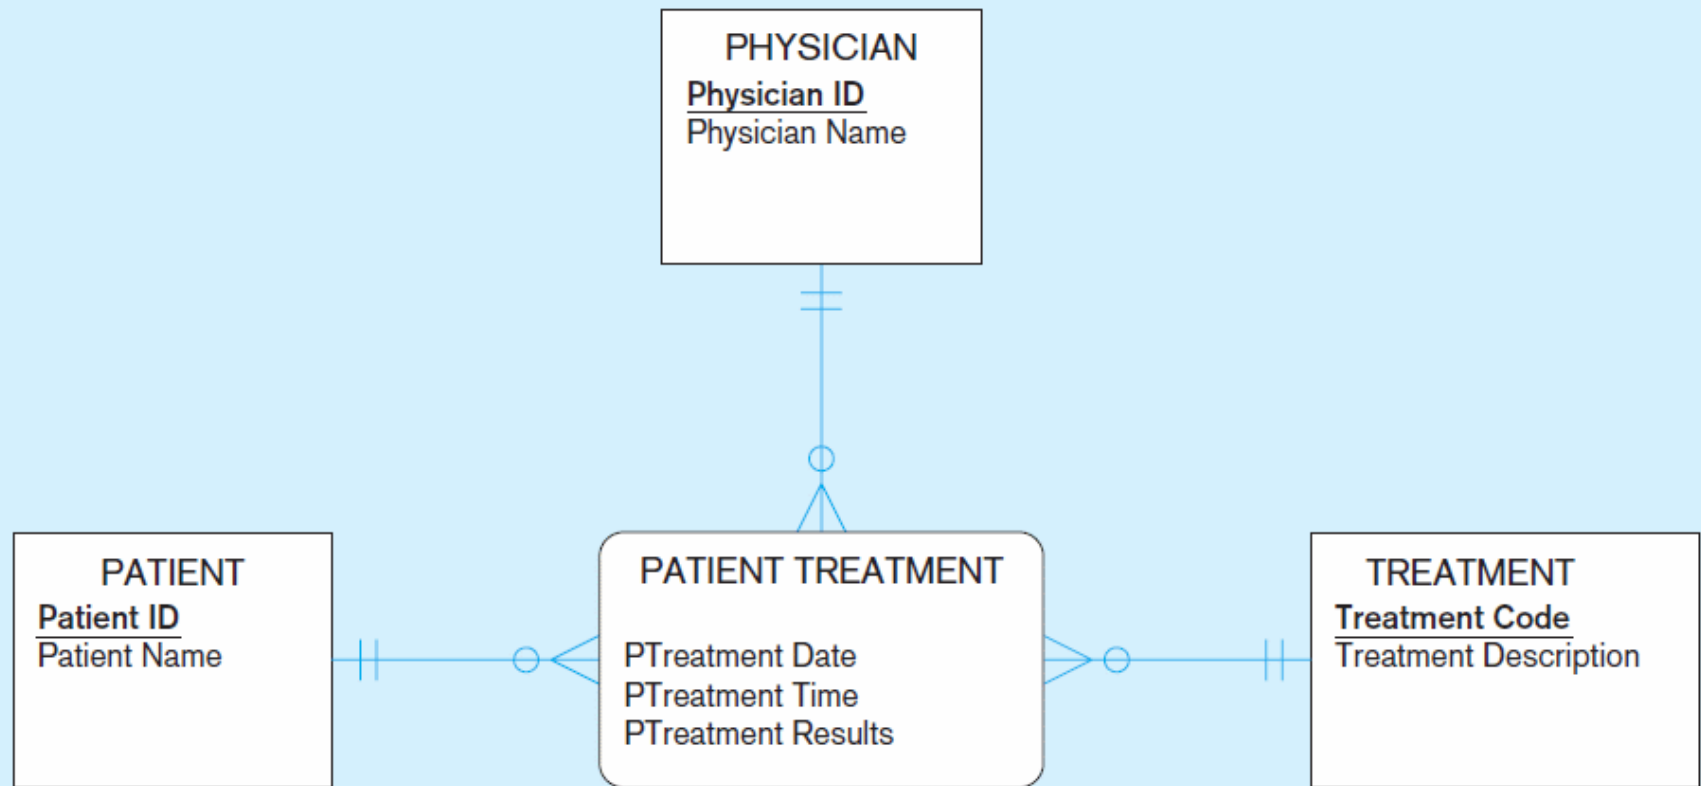 PHYSICIAN
Physician ID
Physician Name
PATIENT
Patient ID
Patient Name
PATIENT TREATMENT
PTreatment Date
PTreatment Time
PTreatment Results
TREATMENT
Treatment Code
Treatment Description